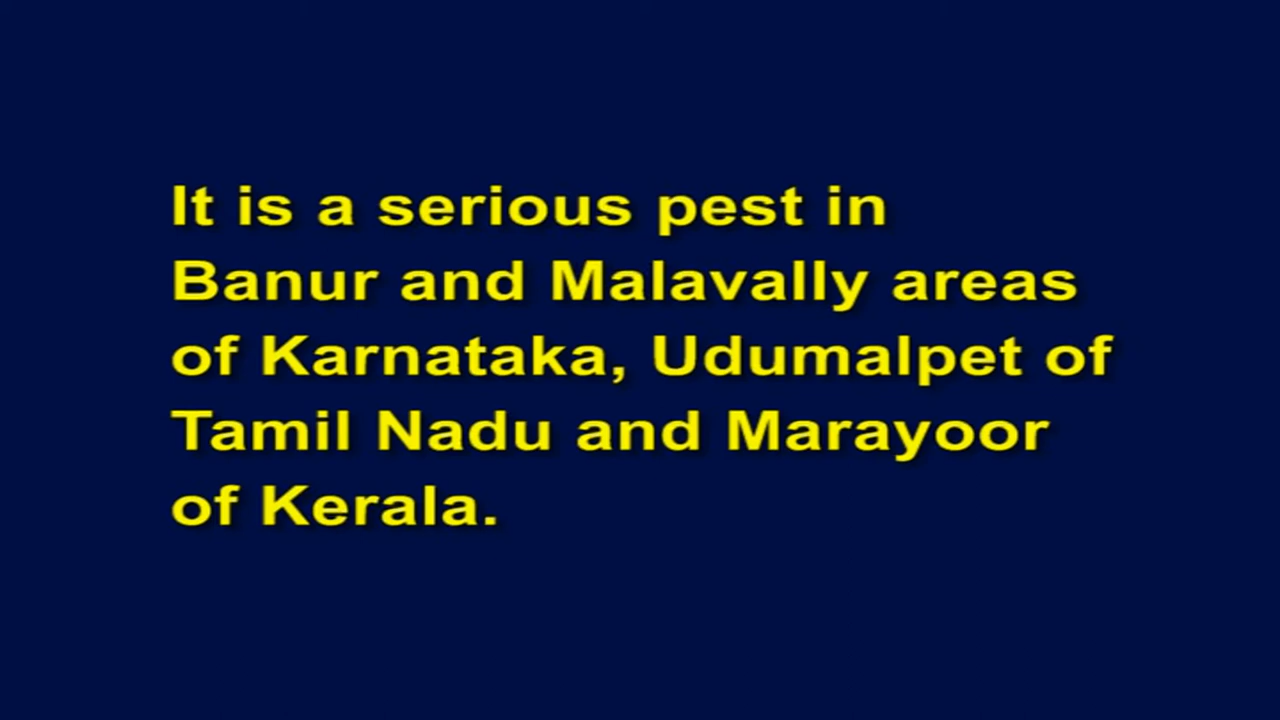 It is a serious pest in
Banur and Malavally areas
of Karnataka, Udumalpet of
Tamil Nadu and Marayoor
of Kerala.